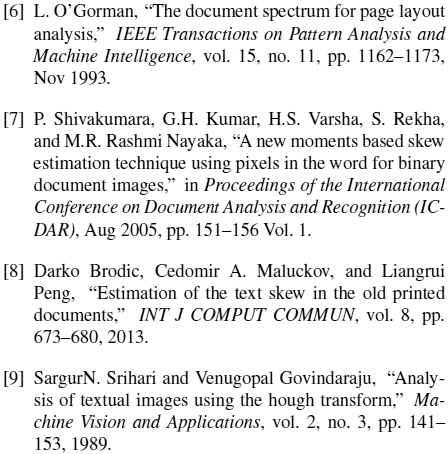 [6] L. O’Gorman, “The document spectrum for page layout
analysis,” IEEE Transactions on Pattern Analysis and
Machine Intelligence, vol. 15, no. 11, pp. 1162–1173,
Nov 1993.
[7] P. Shivakumara, G.H. Kumar, H.S. Varsha, S. Rekha,
and M.R. Rashmi Nayaka, “A new moments based skew
estimation technique using pixels in the word for binary
document images,” in Proceedings of the International
Conference on Document Analysis and Recognition (IC-
DAR), Aug 2005, pp. 151–156 Vol. 1.
[8] Darko Brodic, Cedomir A. Maluckov, and Liangrui
Peng, “Estimation of the text skew in the old printed
documents,” INT J COMPUT COMMUN, vol. 8, pp.
673–680, 2013.
[9] SargurN. Srihari and Venugopal Govindaraju, “Analy-
sis of textual images using the hough transform,” Ma-
chine Vision and Applications, vol. 2, no. 3, pp. 141–
153, 1989.